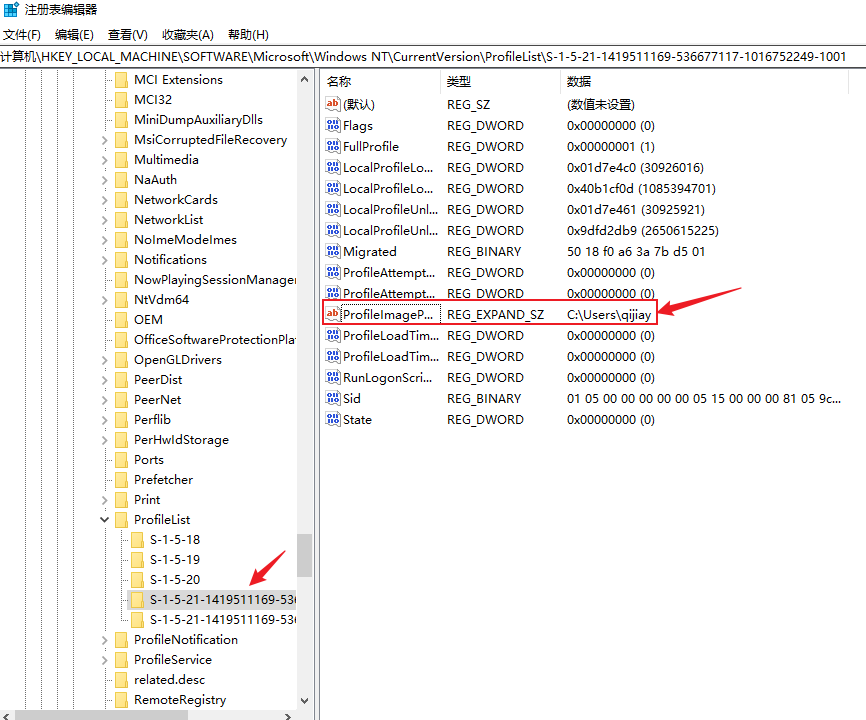 注册表编辑器
文件(F) 编辑(E) 查看(V) 收藏夹(A) 帮助(H)
计算机\HKEY_LOCAL_MACHINE\SOFTWARE\Microsoft\Windows NT\CurrentVersion\ProfileList\S-1-5-21-1419511169-536677117-1016752249-1001
MCI Extensions
MCI32
MiniDumpAuxiliaryDlls
MsiCorruptedFileRecovery
Multimedia
NaAuth
NetworkCards
NetworkList
NoImeModeImes
Notifications
NowPlayingSessionManager
NtVdm64
OEM
OfficeSoftwareProtectionPla
OpenGLDrivers
PeerDist
PeerNet
Perflib
PerHwIdStorage
Ports
Prefetcher
Print
ProfileList
S-1-5-18
S-1-5-19
S-1-5-20
S-1-5-21-1419511169-536
S-1-5-21-1419511169-536
ProfileNotification
ProfileService
related.desc
RemoteRegistry
名称 类型 数据
(默认) REG_SZ (数值未设置)
Flags REG_DWORD 0x00000000 (0)
FullProfile REG_DWORD 0x00000001 (1)
LocalProfileLo... REG_DWORD 0x01d7e4c0 (30926016)
LocalProfileLo... REG_DWORD 0x40b1cf0d (1085394701)
LocalProfileUnl... REG_DWORD 0x01d7e461 (30925921)
LocalProfileUnl... REG_DWORD 0x9dfd2db9 (2650615225)
Migrated REG_BINARY 50 18 f0 a6 3a 7b d5 01
ProfileAttempt... REG_DWORD 0x00000000 (0)
ProfileAttempt... REG_DWORD 0x00000000 (0)
ProfileImageP... REG_EXPAND_SZ C:\Users\qijiay
ProfileLoadTim... REG_DWORD 0x00000000 (0)
ProfileLoadTim... REG_DWORD 0x00000000 (0)
RunLogonScri... REG_DWORD 0x00000000 (0)
Sid REG_BINARY 01 05 00 00 00 00 00 05 15 00 00 00 81 05 9c...
State REG_DWORD 0x00000000 (0)